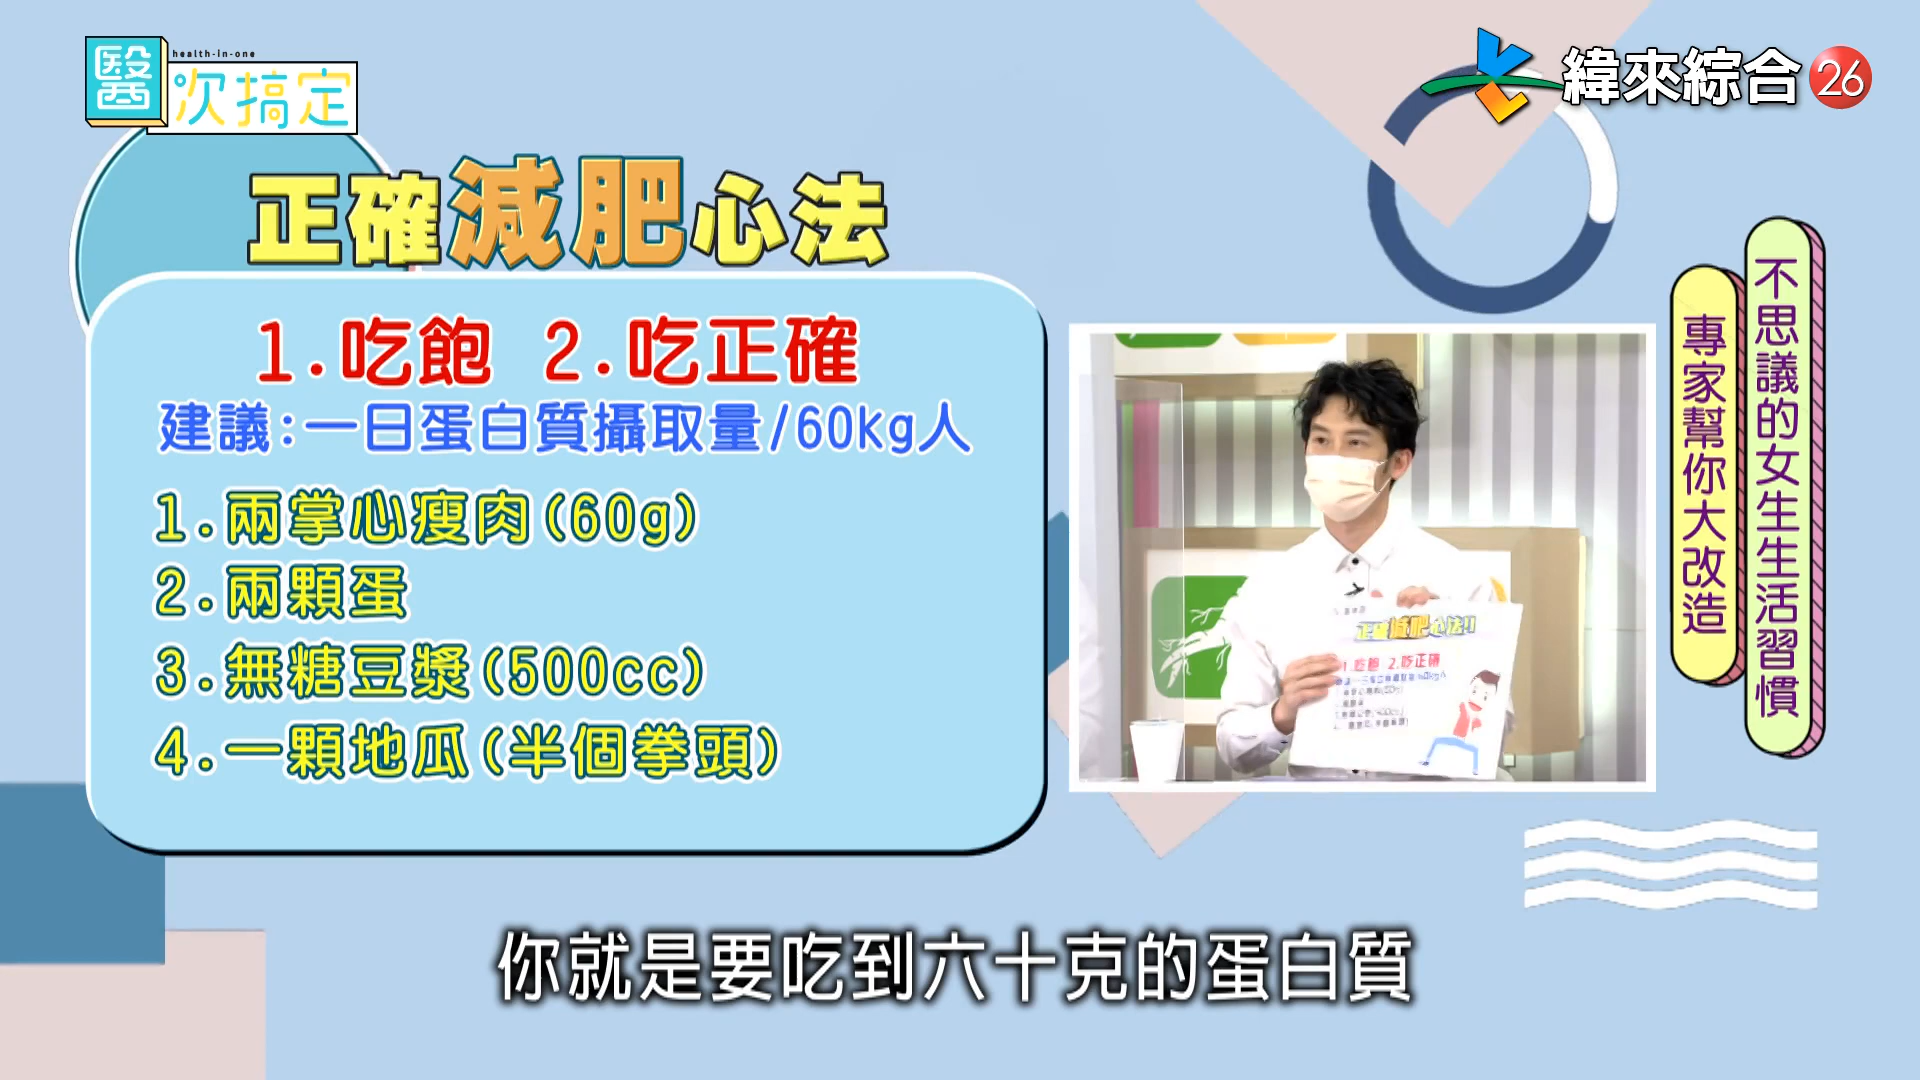 health-in-one
醫次搞定
緯來綜合26
正確減肥心法
1.吃飽 2.吃正確
建議:一日蛋白質攝取量/60kg人
1.兩掌心瘦肉(60g)
2.兩顆蛋
3.無糖豆漿(500cc)
4.一顆地瓜(半個拳頭)
不思議的女生生活習慣
專家幫你大改造
正確減肥心法!!
1.吃飽 2.吃正確
你就是要吃到六十克的蛋白質